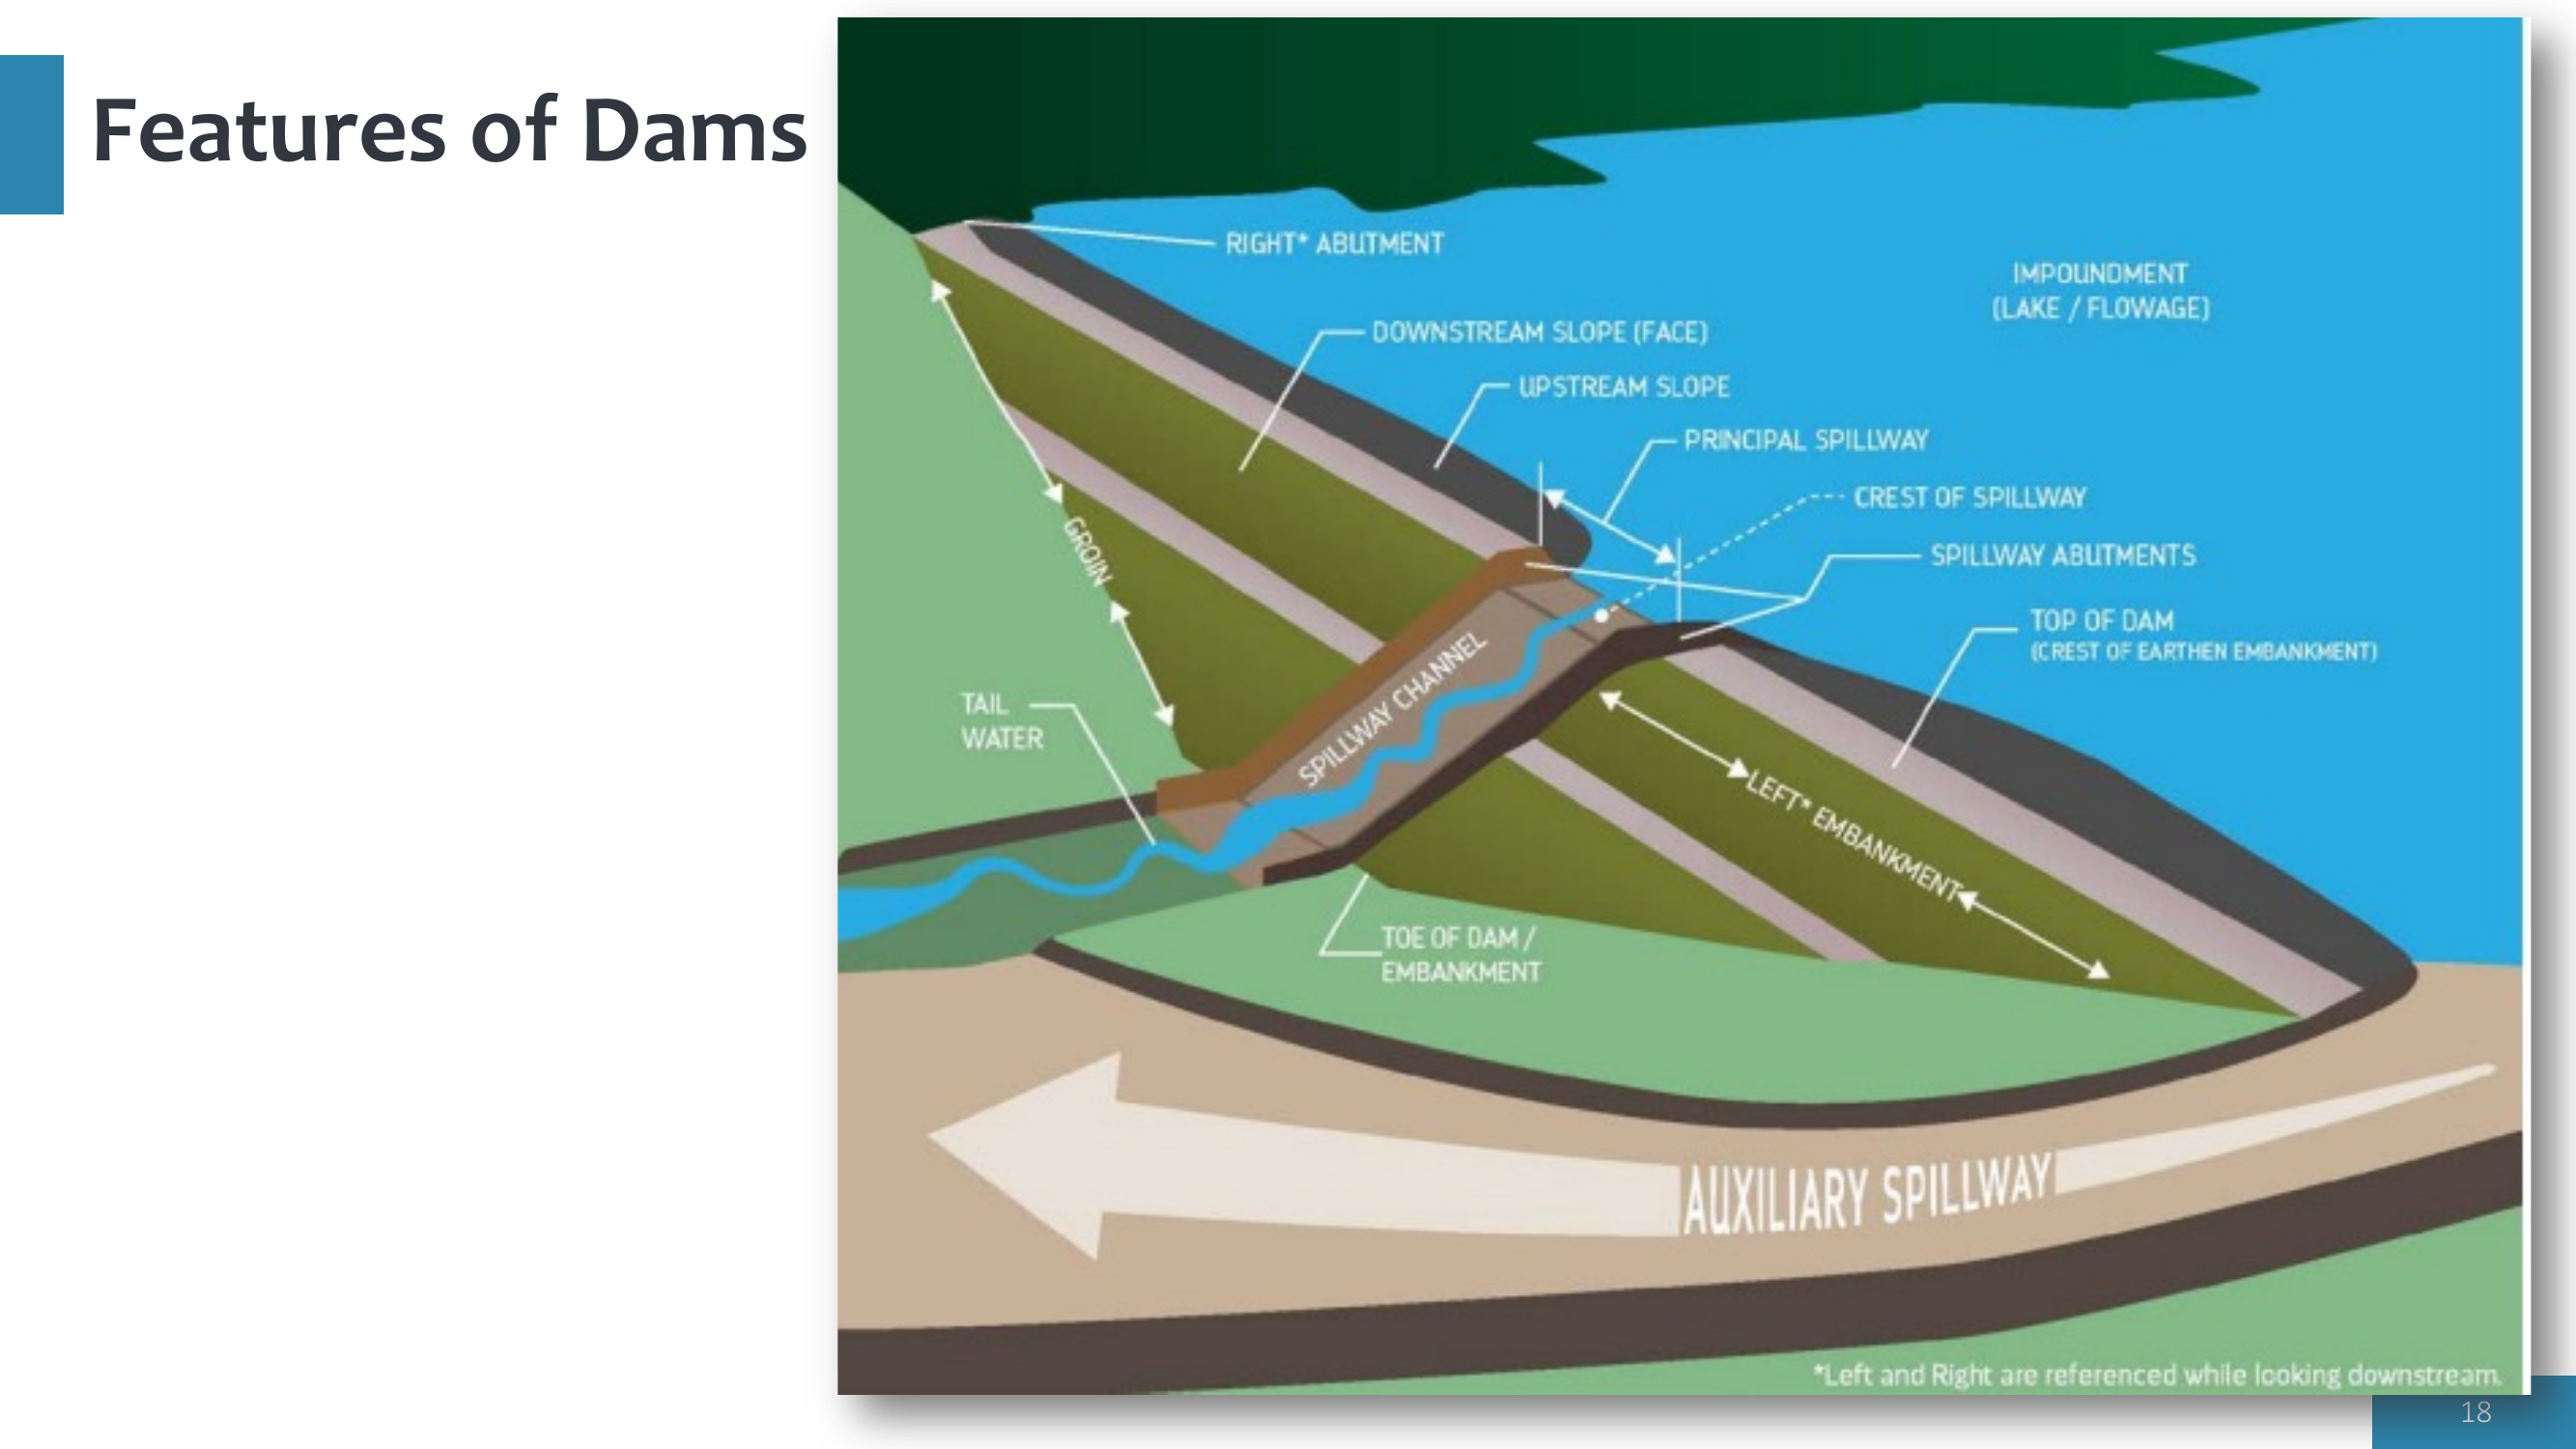 Features of Dams
RIGHT* ABUTMENT
IMPOUNDMENT
(LAKE / FLOWAGE)
DOWNSTREAM SLOPE (FACE)
UPSTREAM SLOPE
PRINCIPAL SPILLWAY
CREST OF SPILLWAY
SPILLWAY ABUTMENTS
TOP OF DAM
(CREST OF EARTHEN EMBANKMENT)
GROIN
SPILLWAY CHANNEL
TAIL
WATER
LEFT* EMBANKMENT
TOE OF DAM /
EMBANKMENT
AUXILIARY SPILLWAY
*Left and Right are referenced while looking downstream.
18